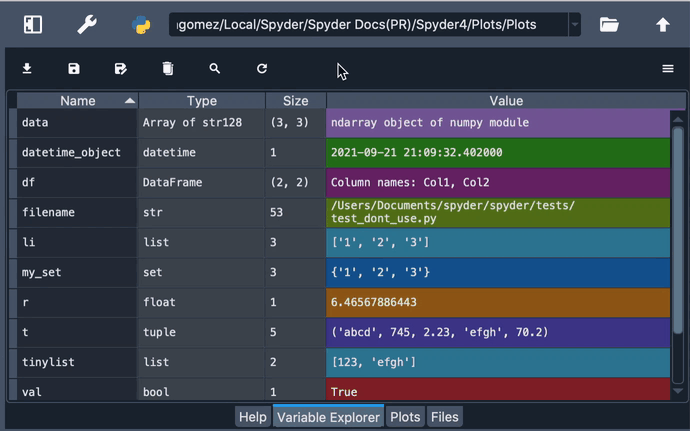 gomez/Local/Spyder/Spyder Docs(PR)/Spyder4/Plots/Plots
Name Type Size Value
data Array of str128 (3, 3) ndarray object of numpy module
datetime_object datetime 1 2021-09-21 21:09:32.402000
df DataFrame (2, 2) Column names: Col1, Col2
filename str 53 /Users/Documents/spyder/spyder/tests/
test_dont_use.py
li list 3 ['1', '2', '3']
my_set set 3 {'1', '2', '3'}
r float 1 6.46567886443
t tuple 5 ('abcd', 745, 2.23, 'efgh', 70.2)
tinylist list 2 [123, 'efgh']
val bool 1 True
Help Variable Explorer Plots Files